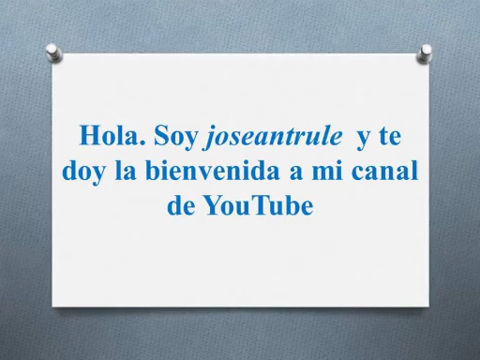 Hola. Soy joseantrule y te
doy la bienvenida a mi canal
de YouTube